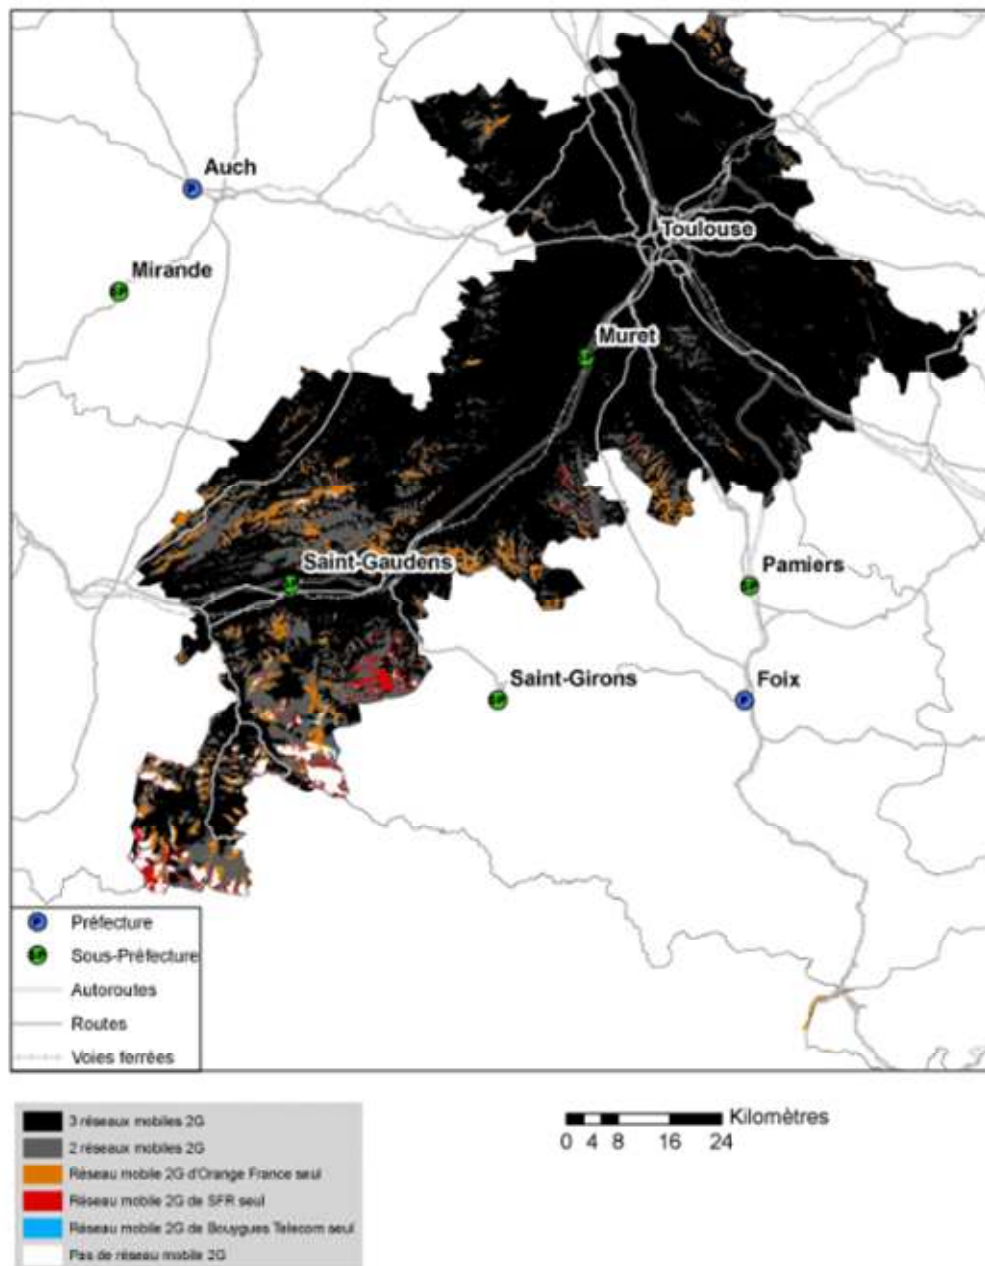 Auch
Toulouse
Mirande
Muret
Saint-Gaudens
Pamiers
Saint-Girons
Foix
P Préfecture
S-P Sous-Préfecture
Autoroutes
Routes
Voies ferrées
3 réseaux mobiles 2G
2 réseaux mobiles 2G
Réseau mobile 2G d'Orange France seul
Réseau mobile 2G de SFR seul
Réseau mobile 2G de Bouygues Telecom seul
Pas de réseau mobile 2G
Kilomètres
0 4 8 16 24